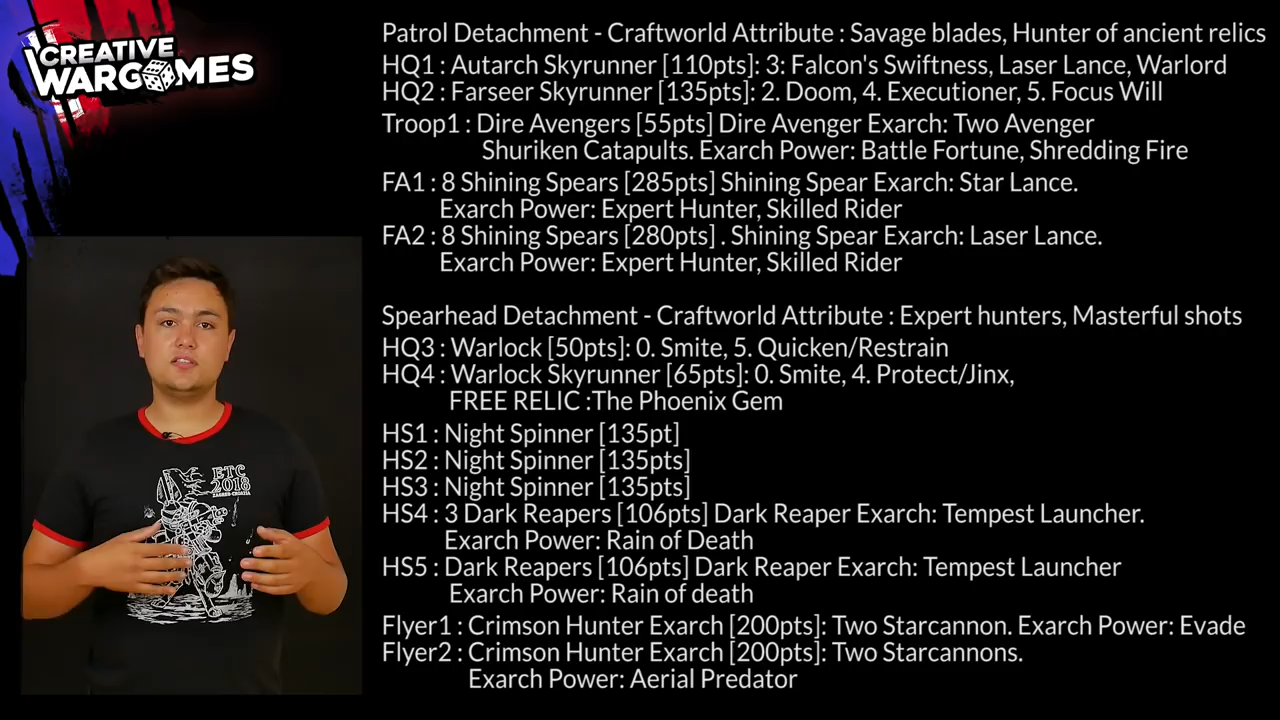 CREATIVE
WARGAMES
Patrol Detachment - Craftworld Attribute : Savage blades, Hunter of ancient relics
HQ1 : Autarch Skyrunner [110pts]: 3: Falcon's Swiftness, Laser Lance, Warlord
HQ2 : Farseer Skyrunner [135pts]: 2. Doom, 4. Executioner, 5. Focus Will
Troop1 : Dire Avengers [55pts] Dire Avenger Exarch: Two Avenger
Shuriken Catapults. Exarch Power: Battle Fortune, Shredding Fire
FA1 : 8 Shining Spears [285pts] Shining Spear Exarch: Star Lance.
Exarch Power: Expert Hunter, Skilled Rider
FA2 : 8 Shining Spears [280pts] . Shining Spear Exarch: Laser Lance.
Exarch Power: Expert Hunter, Skilled Rider
Spearhead Detachment - Craftworld Attribute : Expert hunters, Masterful shots
HQ3 : Warlock [50pts]: 0. Smite, 5. Quicken/Restrain
HQ4 : Warlock Skyrunner [65pts]: 0. Smite, 4. Protect/Jinx,
FREE RELIC :The Phoenix Gem
HS1 : Night Spinner [135pt]
HS2 : Night Spinner [135pts]
HS3 : Night Spinner [135pts]
HS4 : 3 Dark Reapers [106pts] Dark Reaper Exarch: Tempest Launcher.
Exarch Power: Rain of Death
HS5 : Dark Reapers [106pts] Dark Reaper Exarch: Tempest Launcher
Exarch Power: Rain of death
Flyer1 : Crimson Hunter Exarch [200pts]: Two Starcannon. Exarch Power: Evade
Flyer2 : Crimson Hunter Exarch [200pts]: Two Starcannons.
Exarch Power: Aerial Predator
ETC
2018
ZAGREB-CROATIA